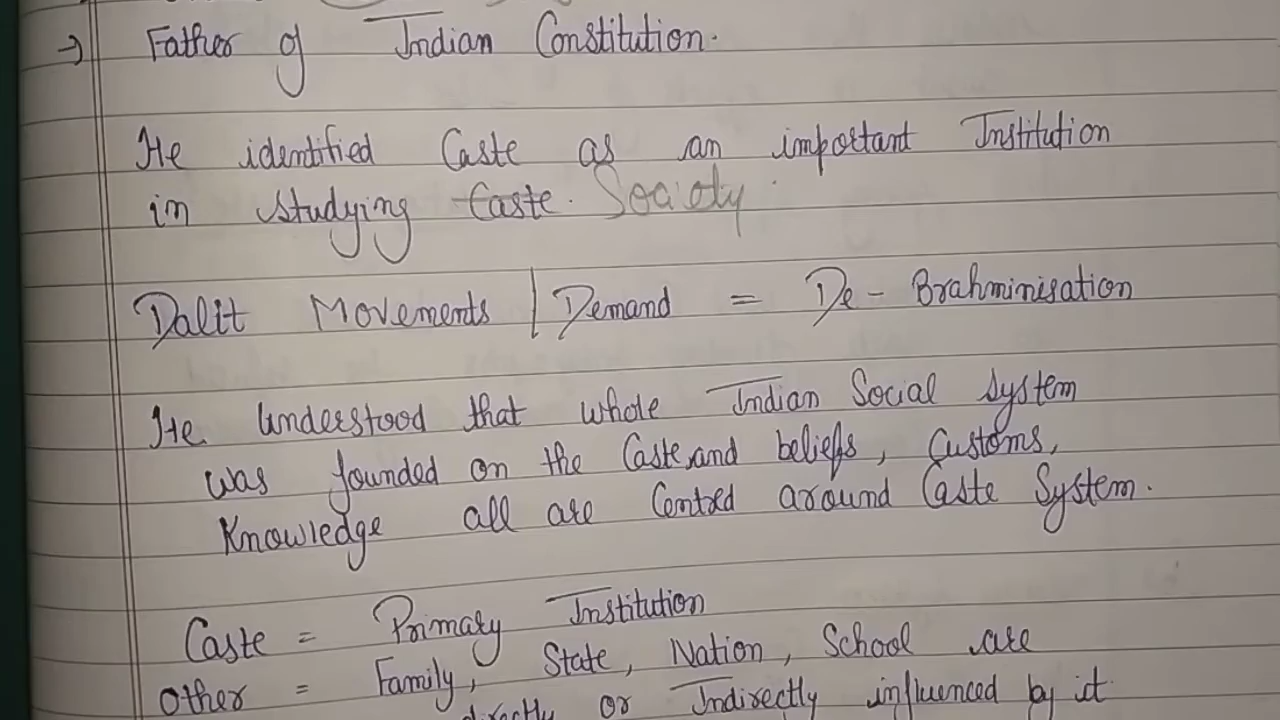 → Father of Indian Constitution.
He identified Caste as an important Institution
in studying Caste. Society.
Dalit Movements | Demand = De-Brahminisation
He understood that whole Indian Social system
was founded on the Caste, and beliefs, Customs,
Knowledge all are Centred around Caste System.
Caste = Primary Institution
Other = Family, State, Nation, School are
directly or Indirectly influenced by it